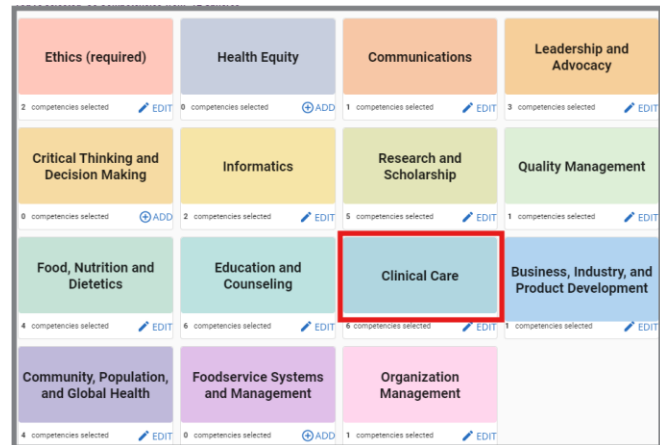 Ethics (required)
Health Equity
Communications
Leadership and
Advocacy
2 competencies selected EDIT
0 competencies selected ADD
1 competencies selected EDIT
3 competencies selected EDIT
Critical Thinking and
Decision Making
Informatics
Research and
Scholarship
Quality Management
0 competencies selected ADD
2 competencies selected EDIT
5 competencies selected EDIT
1 competencies selected EDIT
Food, Nutrition and
Dietetics
Education and
Counseling
Clinical Care
Business, Industry, and
Product Development
4 competencies selected EDIT
6 competencies selected EDIT
6 competencies selected EDIT
1 competencies selected EDIT
Community, Population,
and Global Health
Foodservice Systems
and Management
Organization
Management
4 competencies selected EDIT
0 competencies selected ADD
1 competencies selected EDIT